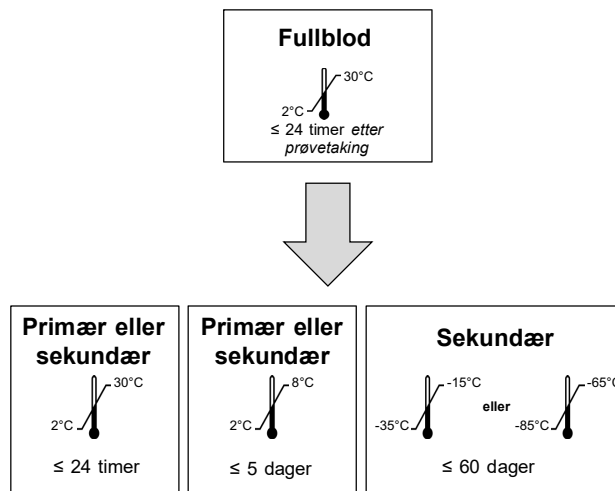 Fullblod
30°C
2°C
≤ 24 timer etter
prøvetaking
Primær eller
sekundær
30°C
2°C
≤ 24 timer
Primær eller
sekundær
8°C
2°C
≤ 5 dager
Sekundær
-15°C
-35°C
eller
-65°C
-85°C
≤ 60 dager